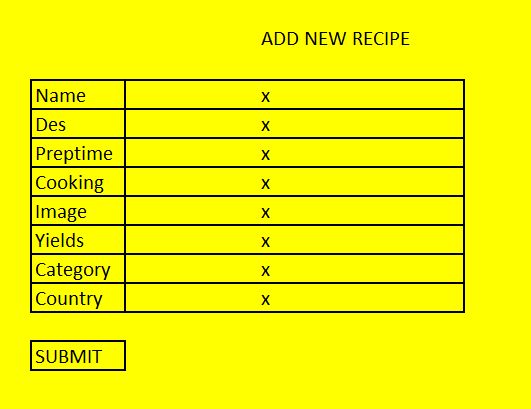 ADD NEW RECIPE
Name x
Des x
Preptime x
Cooking x
Image x
Yields x
Category x
Country x
SUBMIT